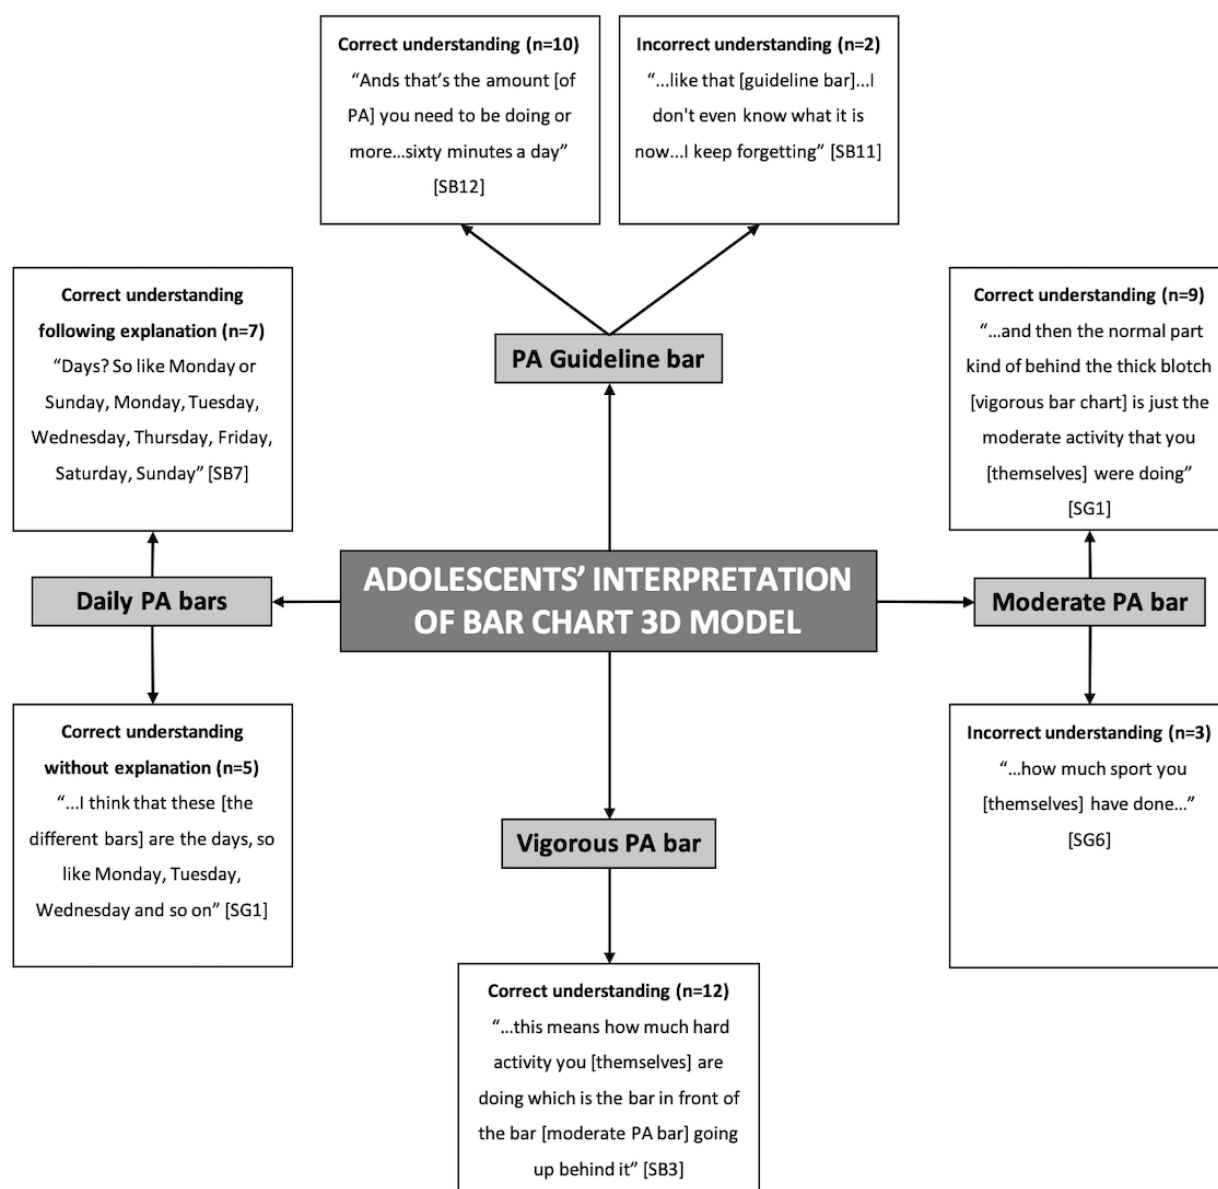 Correct understanding (n=10)
“Ands that’s the amount [of
PA] you need to be doing or
more...sixty minutes a day”
[SB12]
Incorrect understanding (n=2)
“...like that [guideline bar]...I
don't even know what it is
now...I keep forgetting” [SB11]
Correct understanding
following explanation (n=7)
“Days? So like Monday or
Sunday, Monday, Tuesday,
Wednesday, Thursday, Friday,
Saturday, Sunday” [SB7]
PA Guideline bar
Correct understanding (n=9)
“...and then the normal part
kind of behind the thick blotch
[vigorous bar chart] is just the
moderate activity that you
[themselves] were doing”
[SG1]
Daily PA bars
ADOLESCENTS’ INTERPRETATION
OF BAR CHART 3D MODEL
Moderate PA bar
Correct understanding
without explanation (n=5)
“...I think that these [the
different bars] are the days, so
like Monday, Tuesday,
Wednesday and so on” [SG1]
Incorrect understanding (n=3)
“...how much sport you
[themselves] have done...”
[SG6]
Vigorous PA bar
Correct understanding (n=12)
“...this means how much hard
activity you [themselves] are
doing which is the bar in front of
the bar [moderate PA bar] going
up behind it” [SB3]